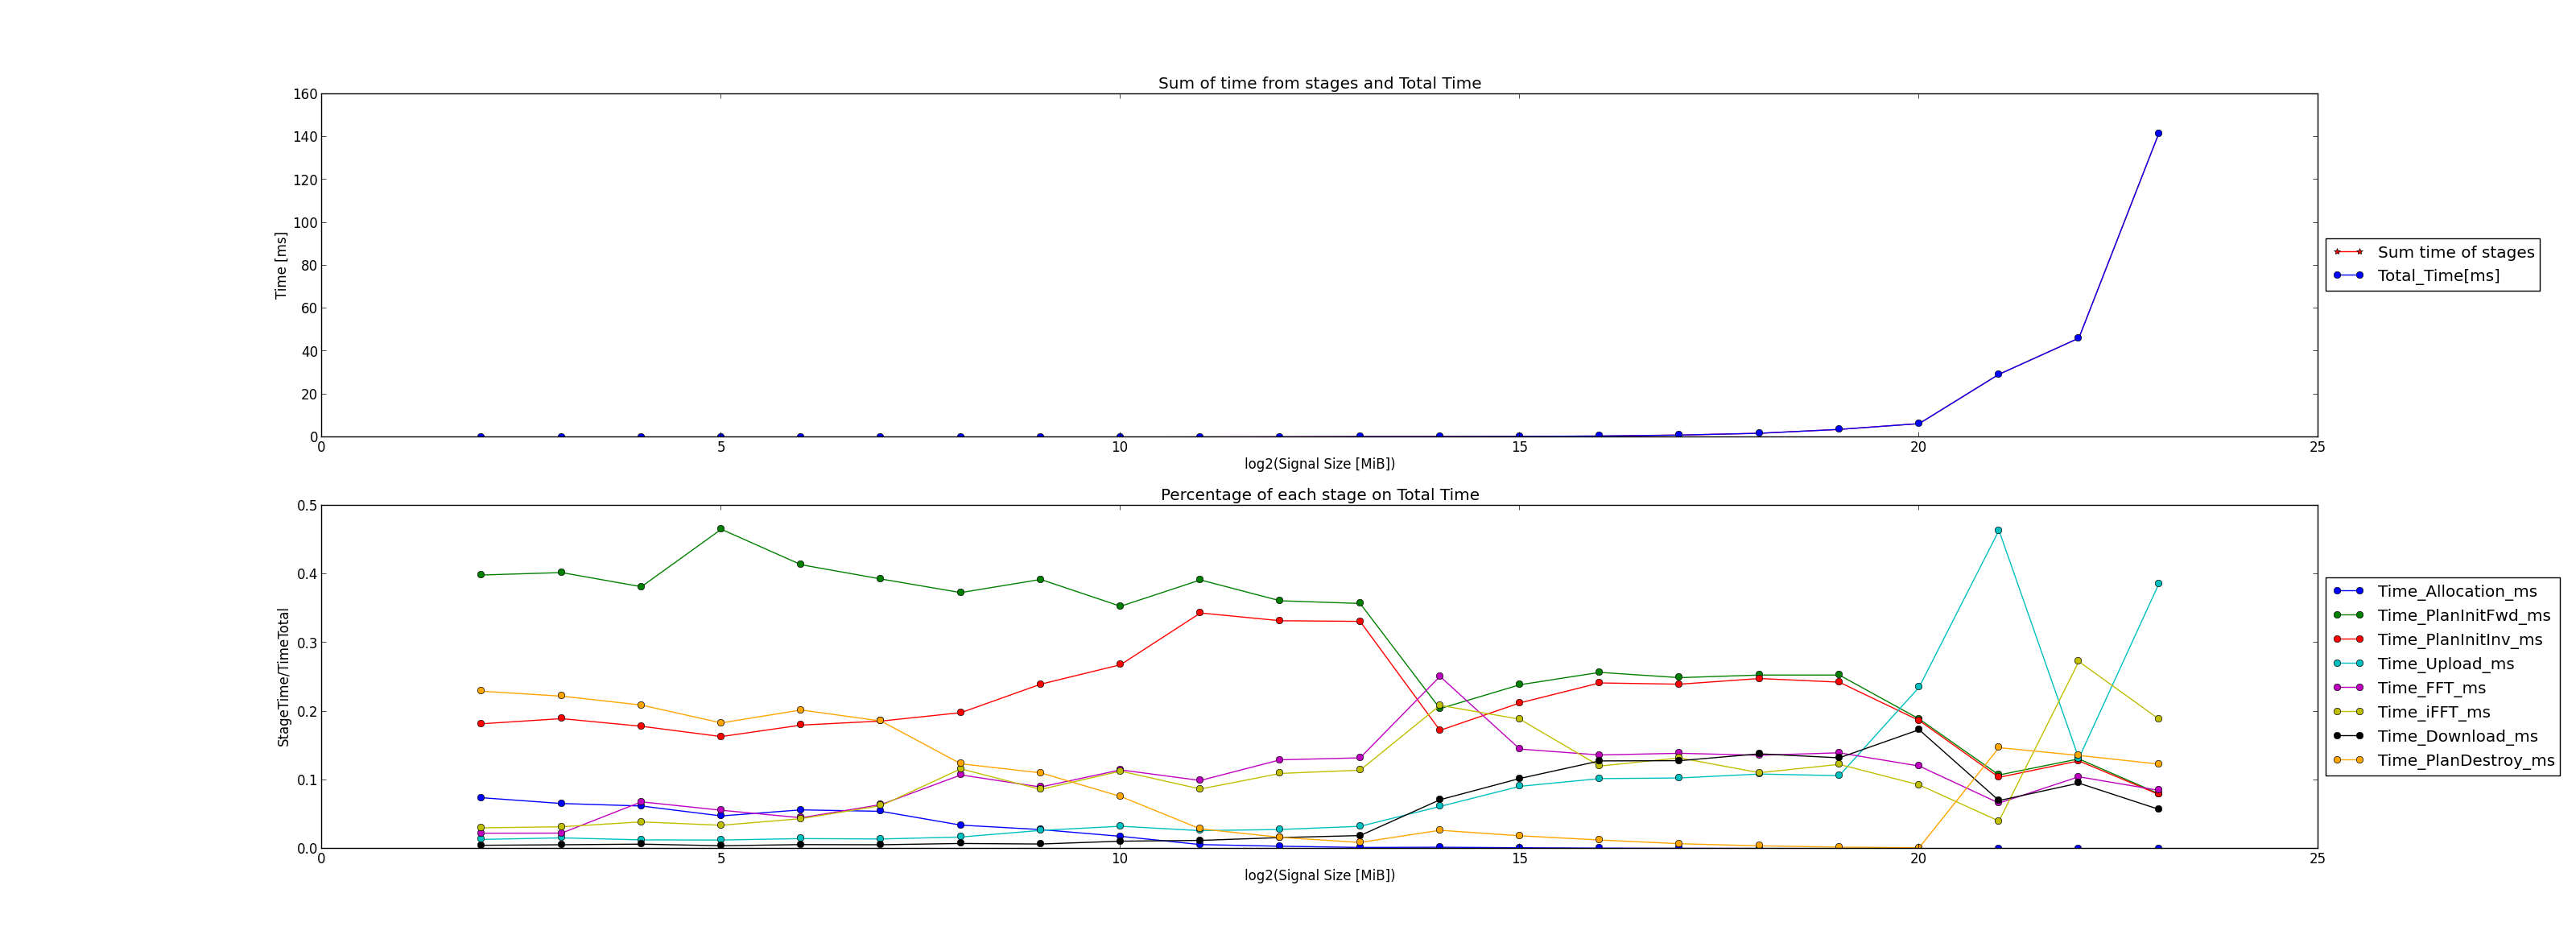 Sum of time from stages and Total Time
160
140
120
100
80
60
40
20
0
Time [ms]
0 5 10 15 20 25
log2(Signal Size [MiB])
Sum time of stages
Total_Time[ms]
Percentage of each stage on Total Time
0.5
0.4
0.3
0.2
0.1
0.0
StageTime/TimeTotal
0 5 10 15 20 25
log2(Signal Size [MiB])
Time_Allocation_ms
Time_PlanInitFwd_ms
Time_PlanInitInv_ms
Time_Upload_ms
Time_FFT_ms
Time_iFFT_ms
Time_Download_ms
Time_PlanDestroy_ms